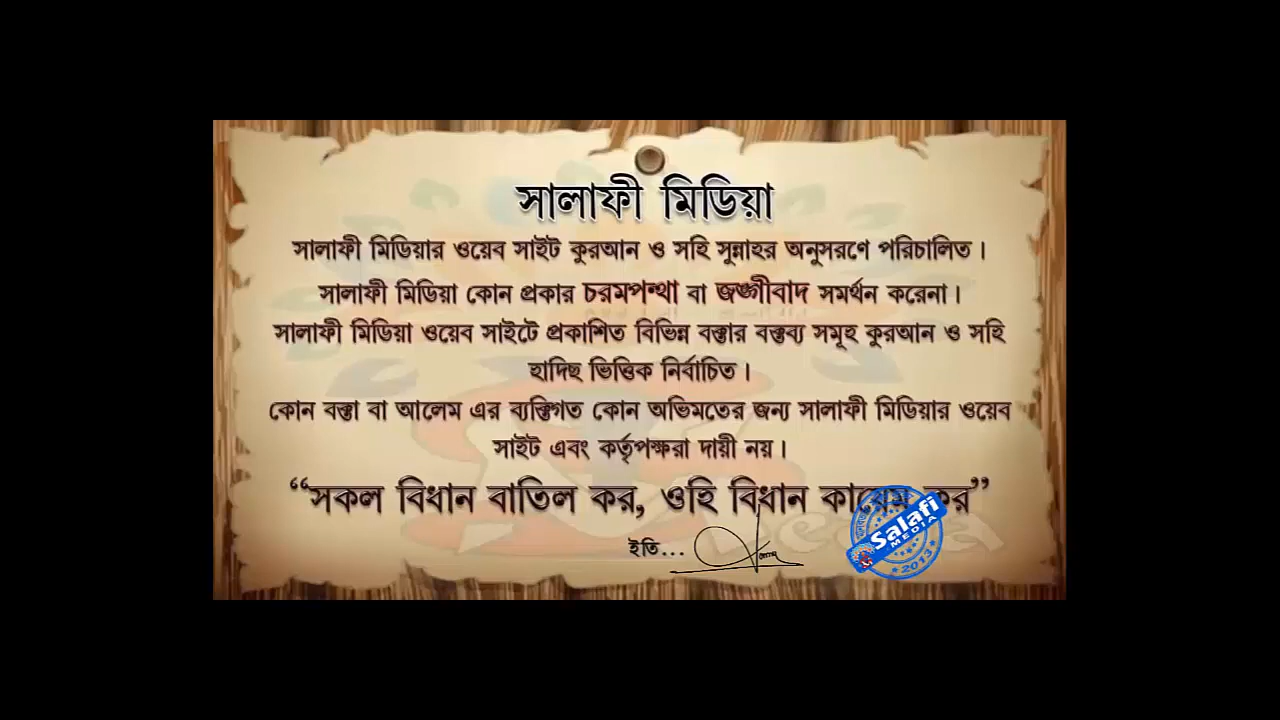 সালাফী মিডিয়া
সালাফী মিডিয়ার ওয়েব সাইট কুরআন ও সহি সুন্নাহর অনুসরণে পরিচালিত।
সালাফী মিডিয়া কোন প্রকার চরমপন্থা বা জঙ্গীবাদ সমর্থন করেনা।
সালাফী মিডিয়া ওয়েব সাইটে প্রকাশিত বিভিন্ন বক্তার বক্তব্য সমূহ কুরআন ও সহি
হাদিছ ভিত্তিক নির্বাচিত।
কোন বক্তা বা আলেম এর ব্যক্তিগত কোন অভিমতের জন্য সালাফী মিডিয়ার ওয়েব
সাইট এবং কর্তৃপক্ষরা দায়ী নয়।
“সকল বিধান বাতিল কর, ওহি বিধান কায়েম কর”
ইতি...
Salafi
MEDIA
2013